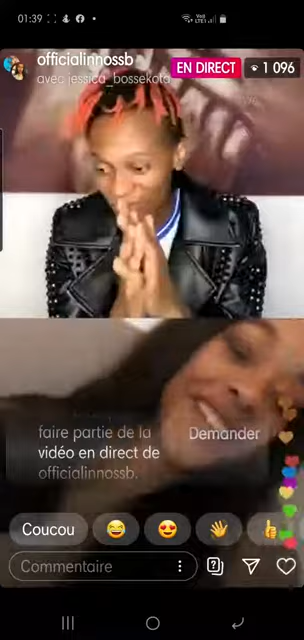 01:39
officialinnossb
avec jessica_bossekota
EN DIRECT
1 096
faire partie de la
vidéo en direct de
officialinnossb.
Demander
Coucou
Commentaire